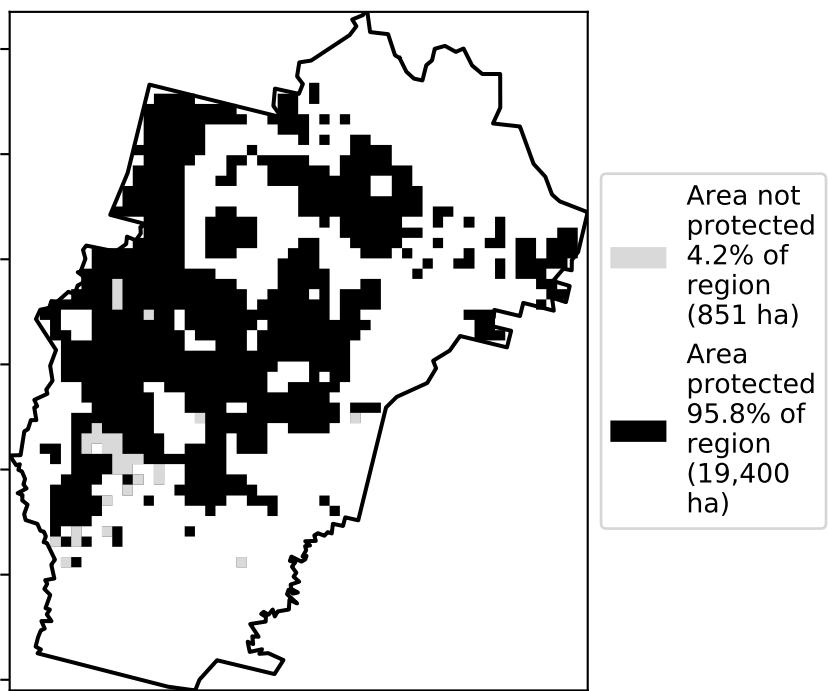 Area not
protected
4.2% of
region
(851 ha)
Area
protected
95.8% of
region
(19,400
ha)